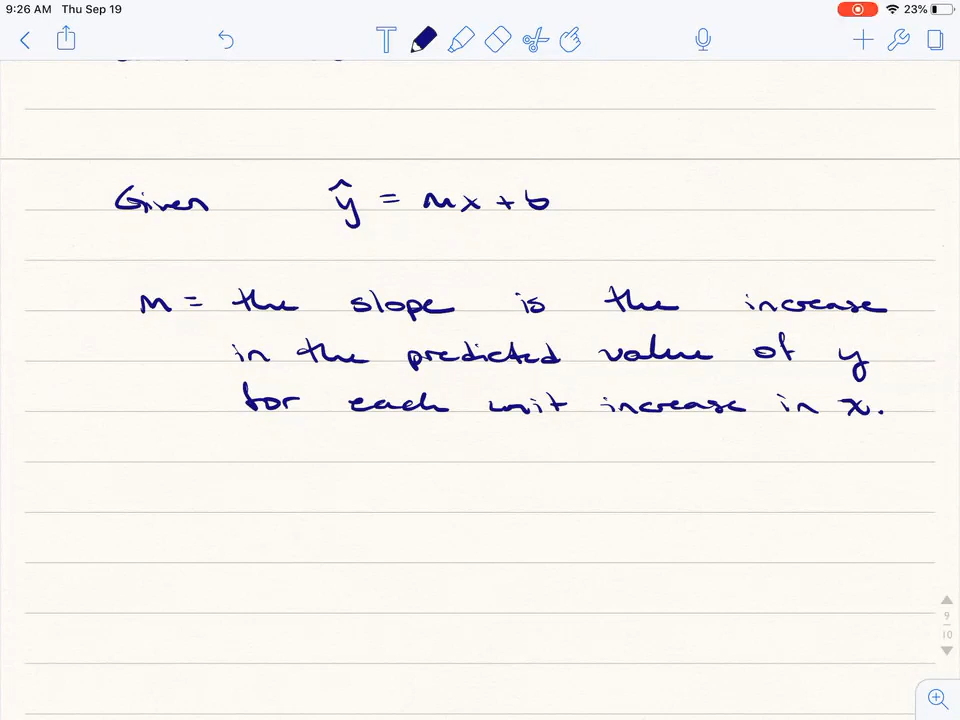 9:26 AM Thu Sep 19
23%
T
Given ŷ = mx + b
m = the slope is the increase
in the predicted value of y
for each unit increase in x.
9
10